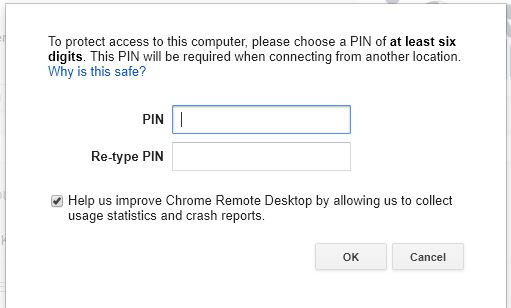 To protect access to this computer, please choose a PIN of at least six
digits. This PIN will be required when connecting from another location.
Why is this safe?
PIN
Re-type PIN
Help us improve Chrome Remote Desktop by allowing us to collect
usage statistics and crash reports.
OK Cancel